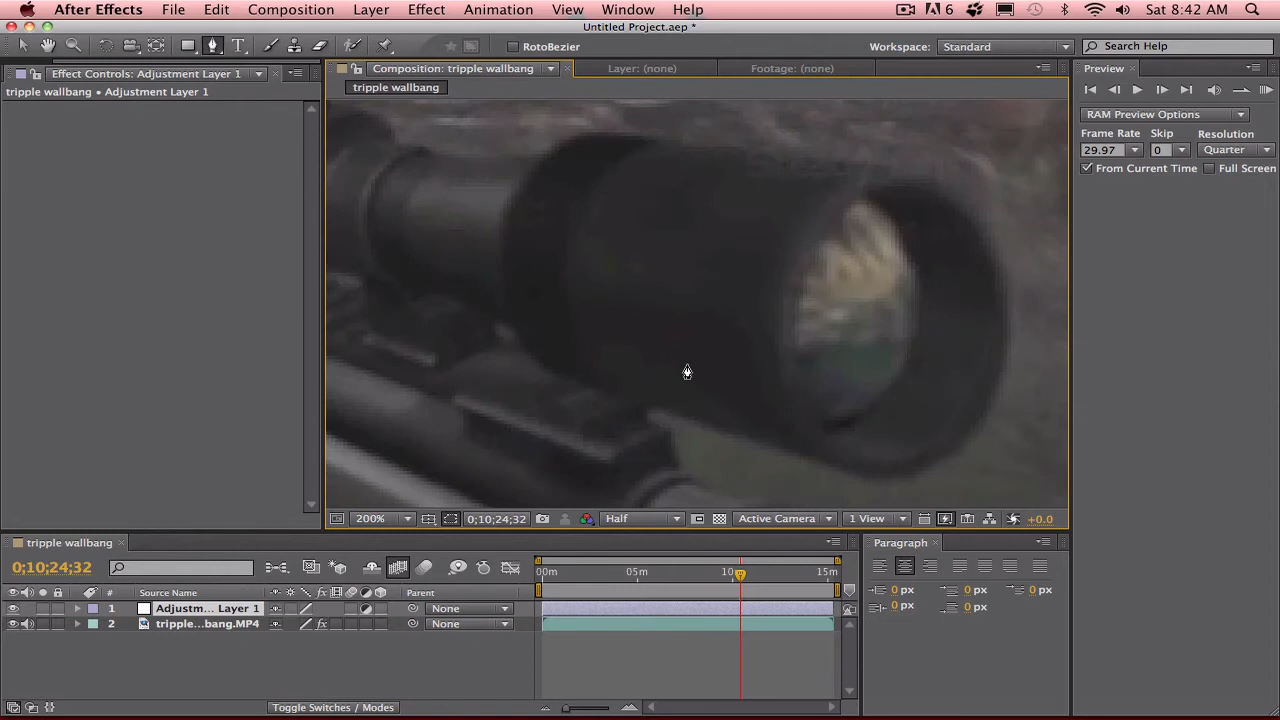 After Effects File Edit Composition Layer Effect Animation View Window Help 6 Sat 8:42 AM
Untitled Project.aep *
T RotoBezier Workspace: Standard Search Help
Effect Controls: Adjustment Layer 1
Composition: tripple wallbang Layer: (none) Footage: (none) Preview
tripple wallbang • Adjustment Layer 1
tripple wallbang
RAM Preview Options
Frame Rate Skip Resolution
29.97 0 Quarter
From Current Time Full Screen
200% 0;10;24;32 Half Active Camera 1 View +0.0
tripple wallbang Paragraph
0;10;24;32
:00m 05m 10 15m
# Source Name Parent
1 Adjustm... Layer 1 None
2 tripple...bang.MP4 fx None
0 px 0 px 0 px
0 px 0 px
Toggle Switches / Modes